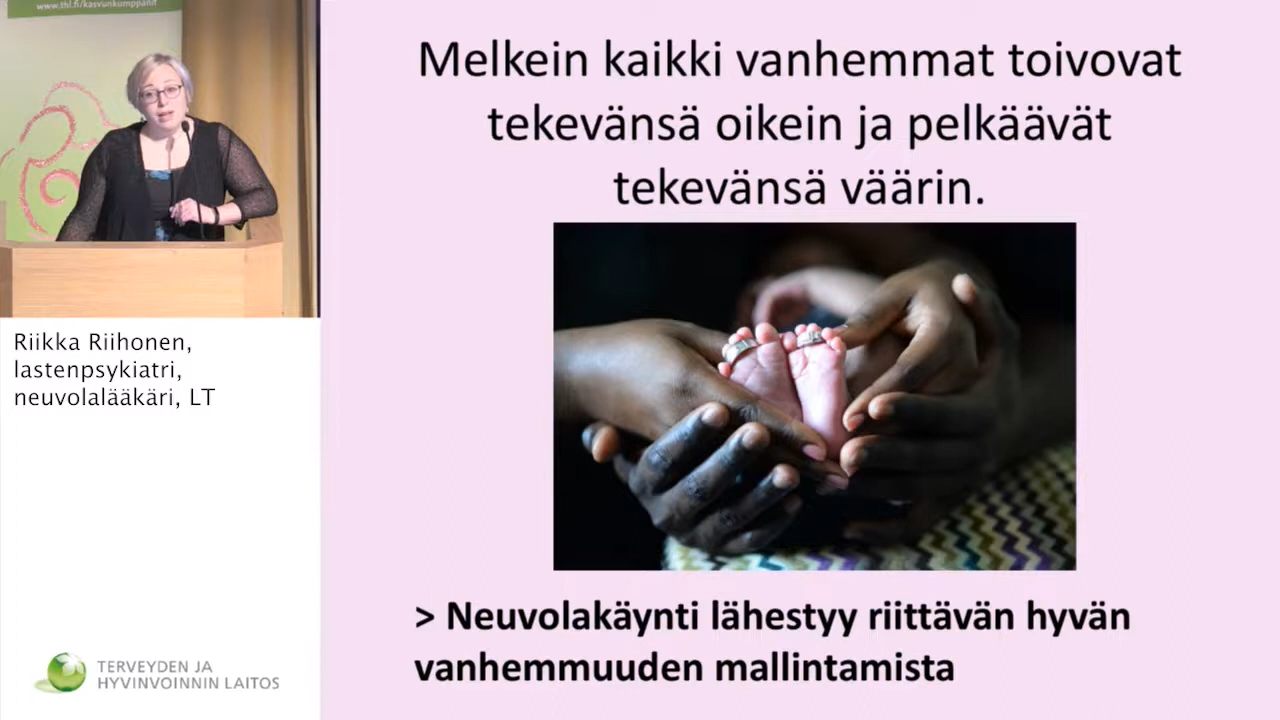 www.thl.fi/kasvunkumppanit
Melkein kaikki vanhemmat toivovat
tekevänsä oikein ja pelkäävät
tekevänsä väärin.
Riikka Riihonen,
lastenpsykiatri,
neuvolalääkäri, LT
> Neuvolakäynti lähestyy riittävän hyvän
vanhemmuuden mallintamista
TERVEYDEN JA
HYVINVOINNIN LAITOS